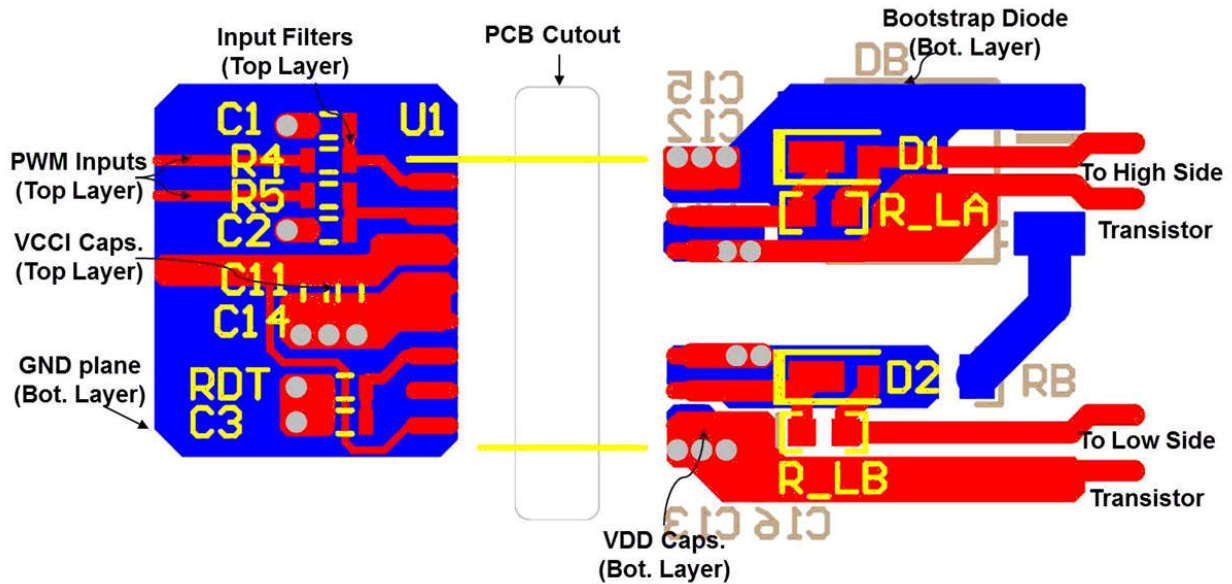 Bootstrap Diode
(Bot. Layer)
Input Filters
(Top Layer)
PCB Cutout
DB
C15
C12
C1
U1
PWM Inputs
(Top Layer)
R4
R5
D1
To High Side
Transistor
R_LA
C2
VCCI Caps.
(Top Layer)
C11
C14
GND plane
(Bot. Layer)
RDT
C3
D2
RB
To Low Side
Transistor
R_LB
C13
C16
VDD Caps.
(Bot. Layer)